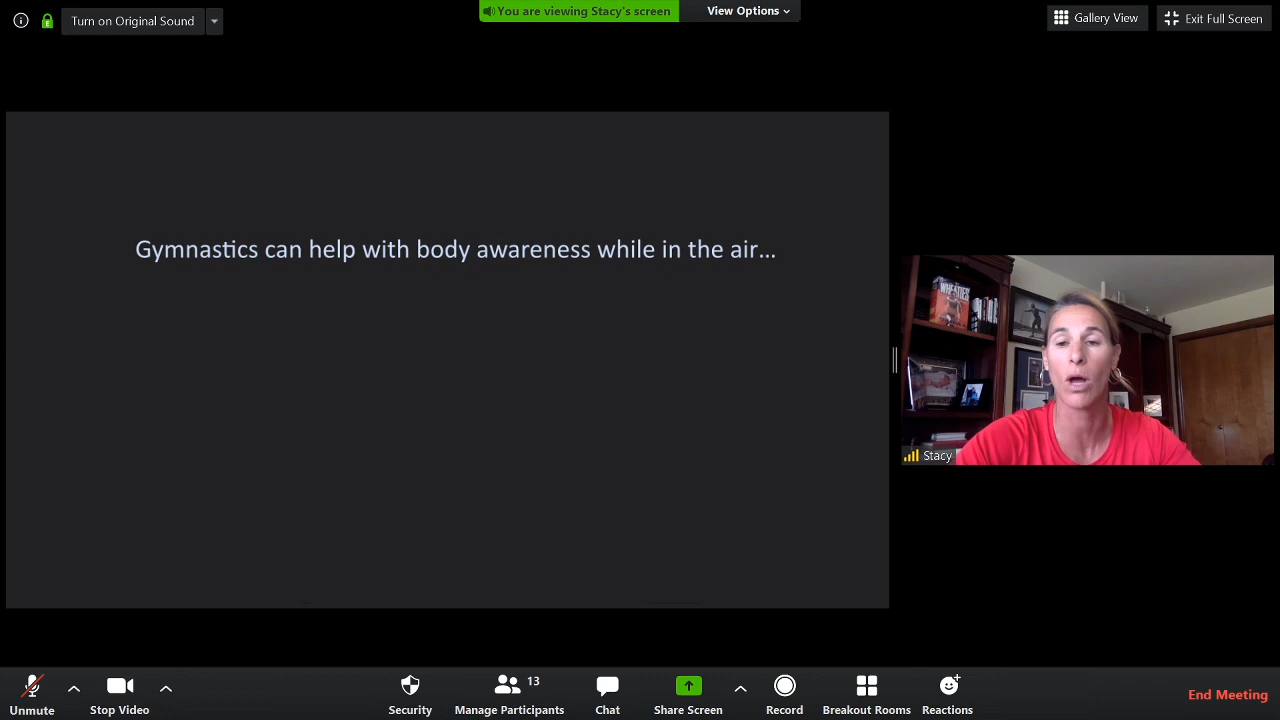 Turn on Original Sound
You are viewing Stacy's screen
View Options
Gallery View
Exit Full Screen
Gymnastics can help with body awareness while in the air...
WHEATIES
Stacy
Unmute
Stop Video
Security
Manage Participants
13
Chat
Share Screen
Record
Breakout Rooms
Reactions
End Meeting